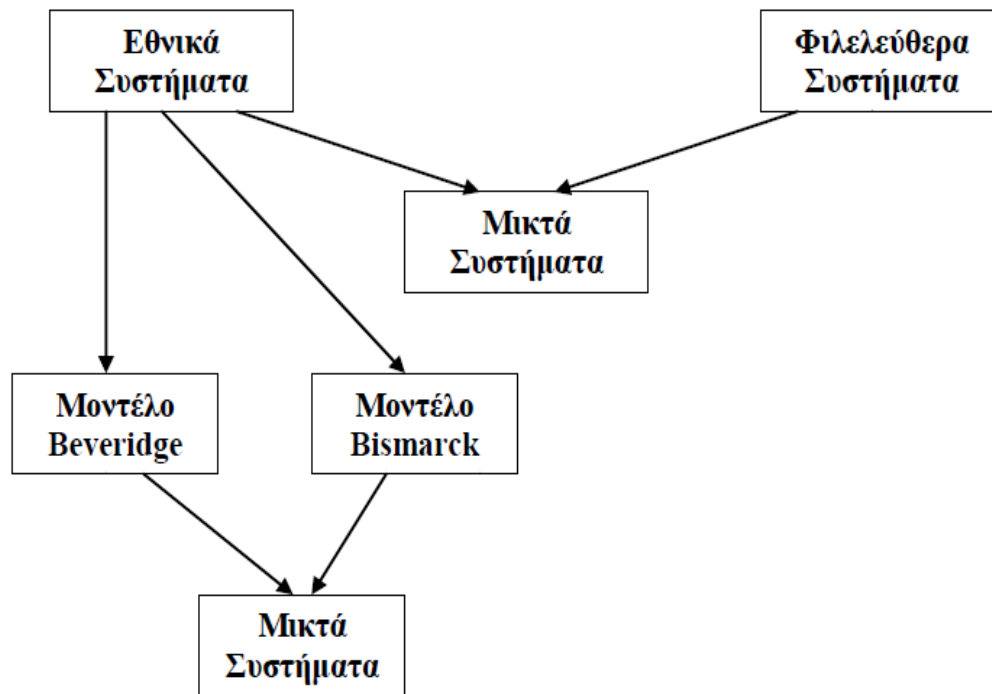 Εθνικά
Συστήματα
Φιλελεύθερα
Συστήματα
Μικτά
Συστήματα
Μοντέλο
Beveridge
Μοντέλο
Bismarck
Μικτά
Συστήματα